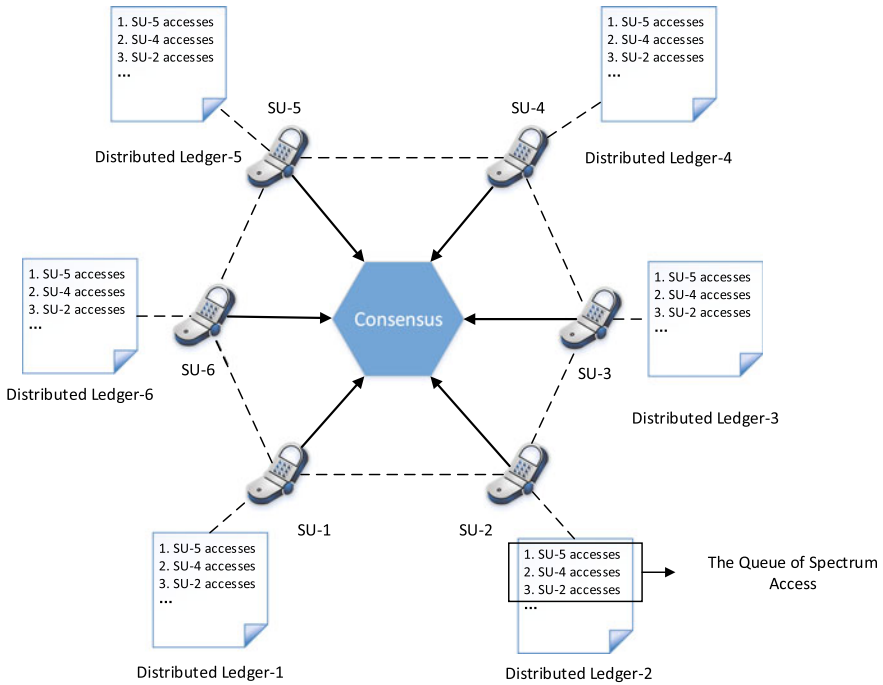 1. SU-5 accesses
2. SU-4 accesses
3. SU-2 accesses
...
Distributed Ledger-5
SU-5
SU-4
1. SU-5 accesses
2. SU-4 accesses
3. SU-2 accesses
...
Distributed Ledger-4
1. SU-5 accesses
2. SU-4 accesses
3. SU-2 accesses
...
Distributed Ledger-6
SU-6
Consensus
SU-3
1. SU-5 accesses
2. SU-4 accesses
3. SU-2 accesses
...
Distributed Ledger-3
SU-1
1. SU-5 accesses
2. SU-4 accesses
3. SU-2 accesses
...
Distributed Ledger-1
SU-2
1. SU-5 accesses
2. SU-4 accesses
3. SU-2 accesses
...
Distributed Ledger-2
The Queue of Spectrum
Access